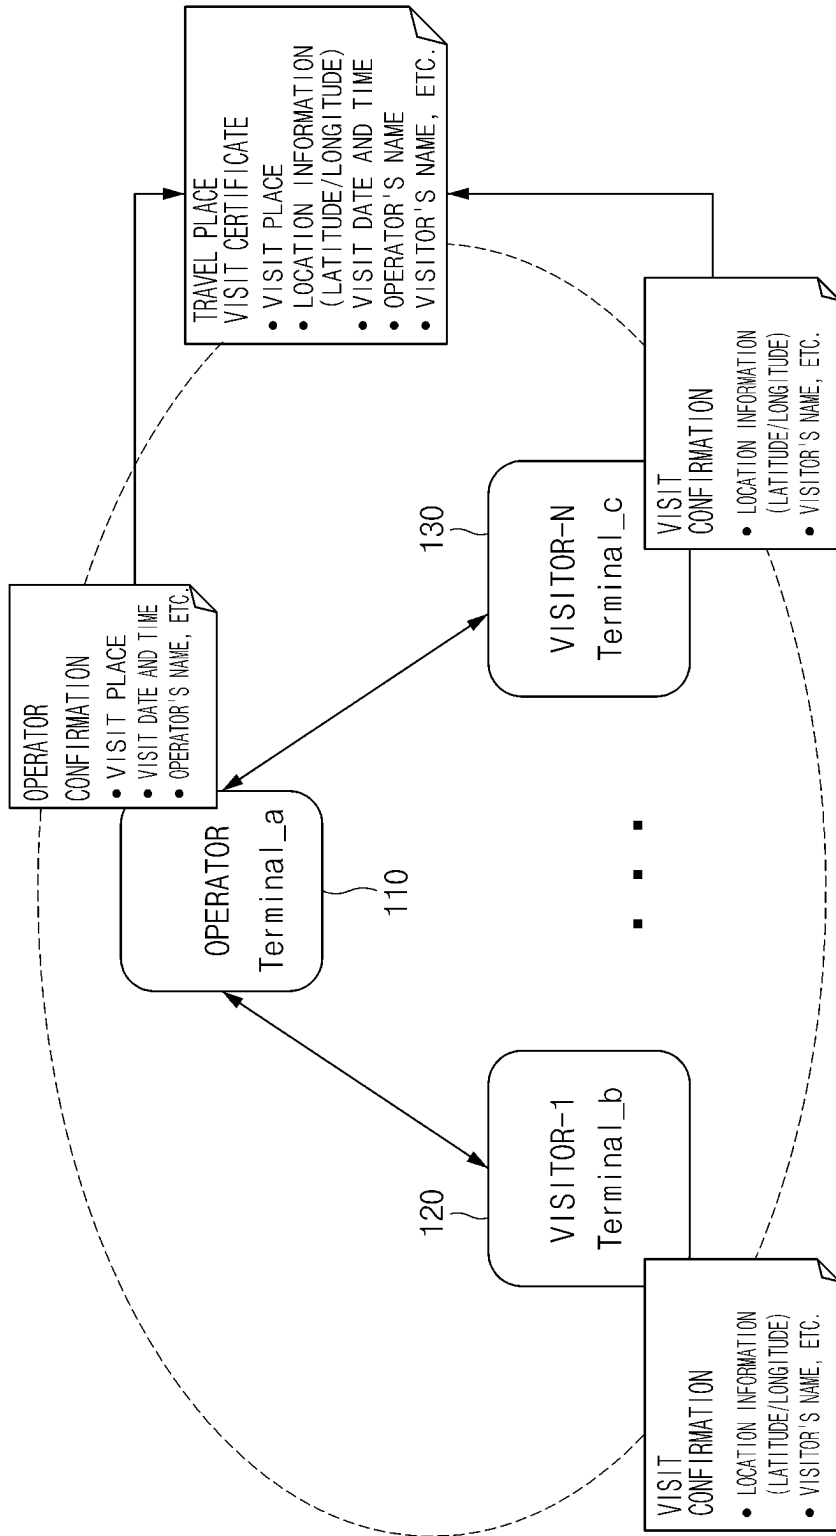 OPERATOR
CONFIRMATION
• VISIT PLACE
• VISIT DATE AND TIME
• OPERATOR'S NAME, ETC.
OPERATOR
Terminal_a
110
TRAVEL PLACE
VISIT CERTIFICATE
• VISIT PLACE
• LOCATION INFORMATION
(LATITUDE/LONGITUDE)
• VISIT DATE AND TIME
• OPERATOR'S NAME
• VISITOR'S NAME, ETC.
120
VISITOR-1
Terminal_b
VISIT
CONFIRMATION
• LOCATION INFORMATION
(LATITUDE/LONGITUDE)
• VISITOR'S NAME, ETC.
130
VISITOR-N
Terminal_c
VISIT
CONFIRMATION
• LOCATION INFORMATION
(LATITUDE/LONGITUDE)
• VISITOR'S NAME, ETC.